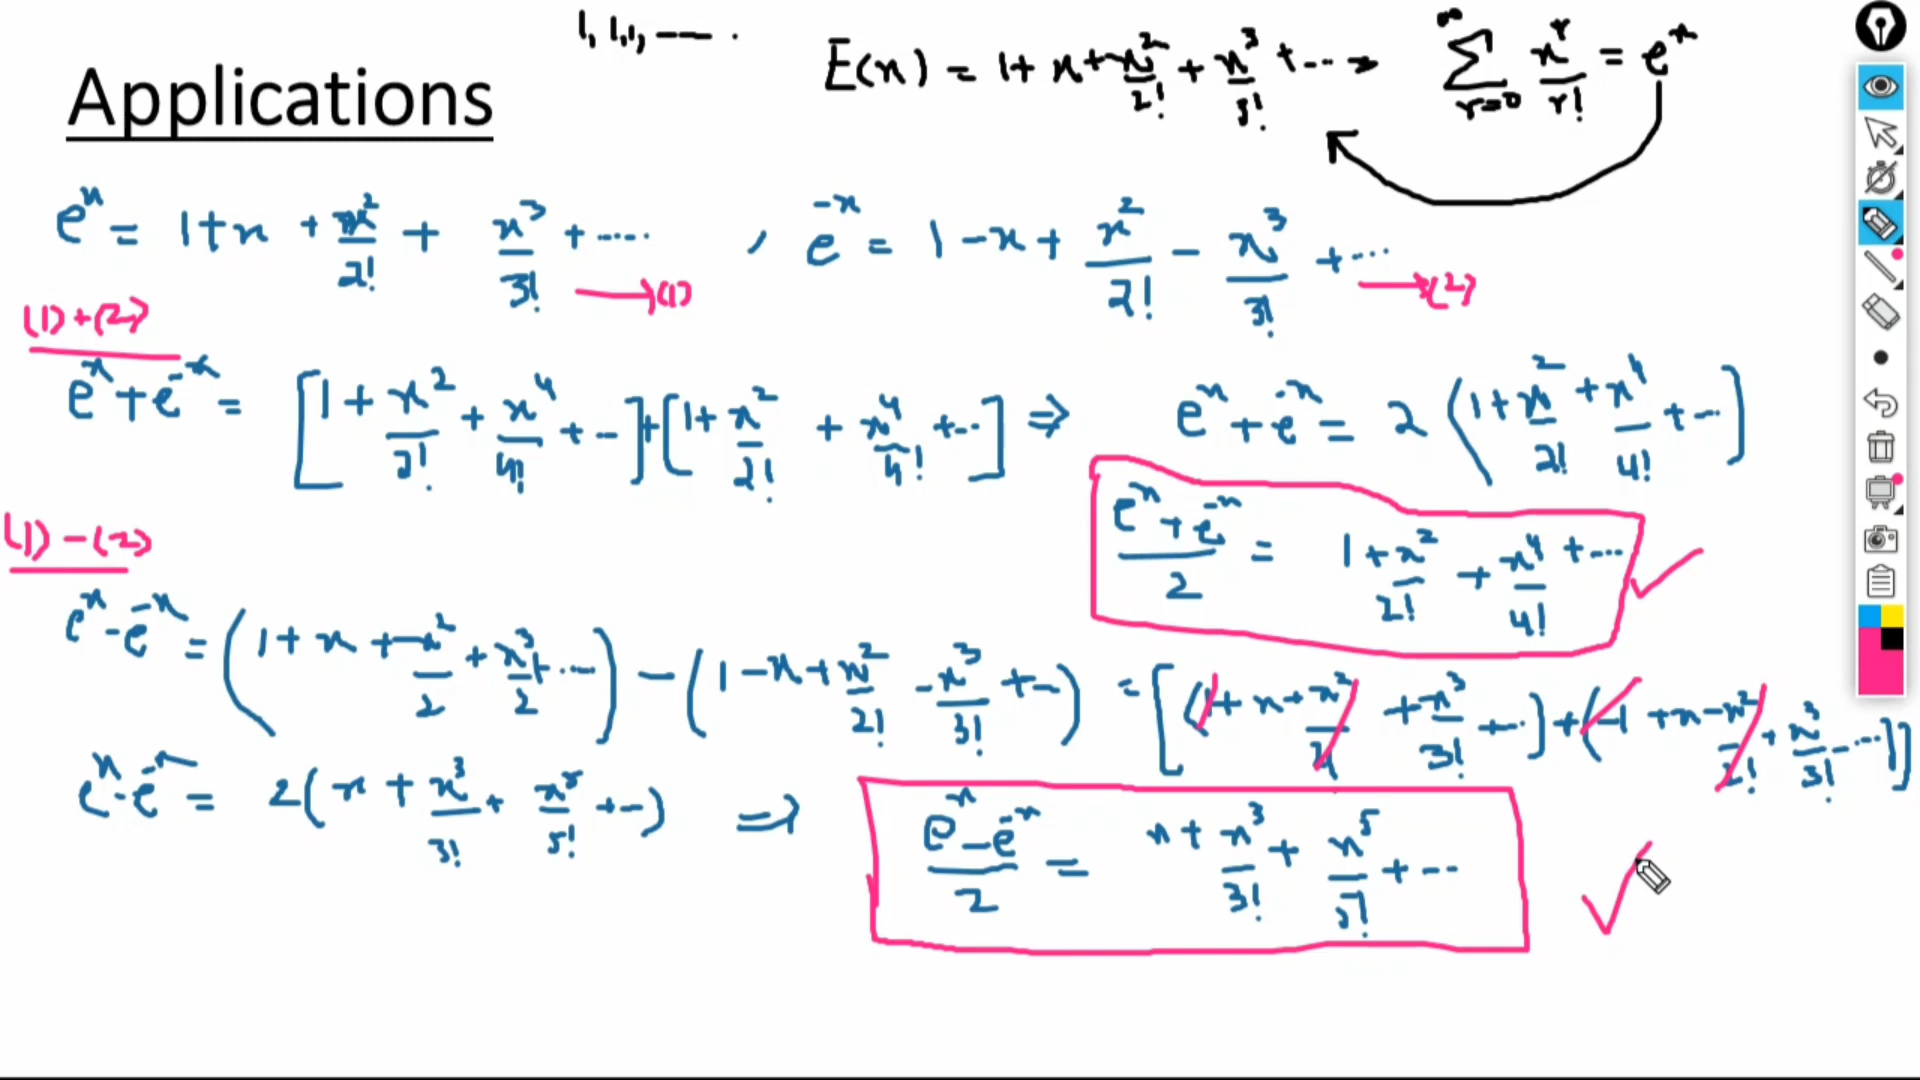 1, 1, 1, ---- .
E(x) = 1 + x + x²/2! + x³/3! + ... → ∑_{r=0}^{∞} x^r/r! = e^x
Applications
e^x = 1 + x + x²/2! + x³/3! + ..... , e^{-x} = 1 - x + x²/2! - x³/3! + ...
→ (1) → (2)
(1) + (2)
e^x + e^{-x} = [1 + x²/2! + x⁴/4! + ...] + [1 + x²/2! + x⁴/4! + ...] ⇒ e^x + e^{-x} = 2(1 + x²/2! + x⁴/4! + ...)
(e^x + e^{-x})/2 = 1 + x²/2! + x⁴/4! + ...
(1) - (2)
e^x - e^{-x} = (1 + x + x²/2 + x³/2 + ....) - (1 - x + x²/2! - x³/3! + ...) = [(1 + x + x²/2! + x³/3! + ...) + (-1 + x - x²/2! + x³/3! - ...)]
e^x - e^{-x} = 2(x + x³/3! + x⁵/5! + ...) ⇒ (e^x - e^{-x})/2 = x + x³/3! + x⁵/5! + ...